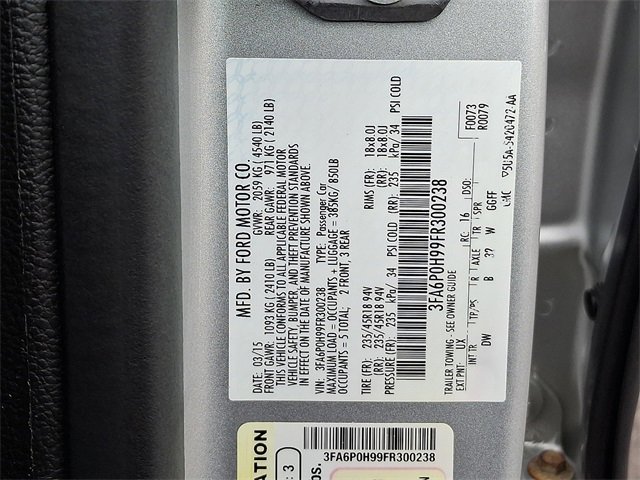 MFD. BY FORD MOTOR CO.
DATE: 03/15 GVWR: 2059 KG ( 4540 LB)
FRONT GAWR: 1093 KG ( 2410 LB) REAR GAWR: 971 KG ( 2140 LB)
THIS VEHICLE CONFORMS TO ALL APPLICABLE FEDERAL MOTOR
VEHICLE SAFETY, BUMPER, AND THEFT PREVENTION STANDARDS
IN EFFECT ON THE DATE OF MANUFACTURE SHOWN ABOVE.
VIN: 3FA6P0H99FR300238 TYPE: Passenger Car
MAXIMUM LOAD = OCCUPANTS + LUGGAGE = 385KG/ 850LB
OCCUPANTS = 5 TOTAL; 2 FRONT, 3 REAR
TIRE (FR): 235/45R18 94V RIMS (FR): 18x8.0J
(RR): 235/45R18 94V (RR): 18x8.0J
PRESSURE (FR): 235 kPa/ 34 PSI COLD (RR): 235 kPa/ 34 PSI COLD
3FA6P0H99FR300238
TRAILER TOWING - SEE OWNER GUIDE
F0073
R0079
EXT PNT: UX RC: 16 DSO:
INT TR TP/PS R AXLE TR SPR
DW B 32 W GGFF
3FA6P0H99FR300238
ATION
: 3
OS.